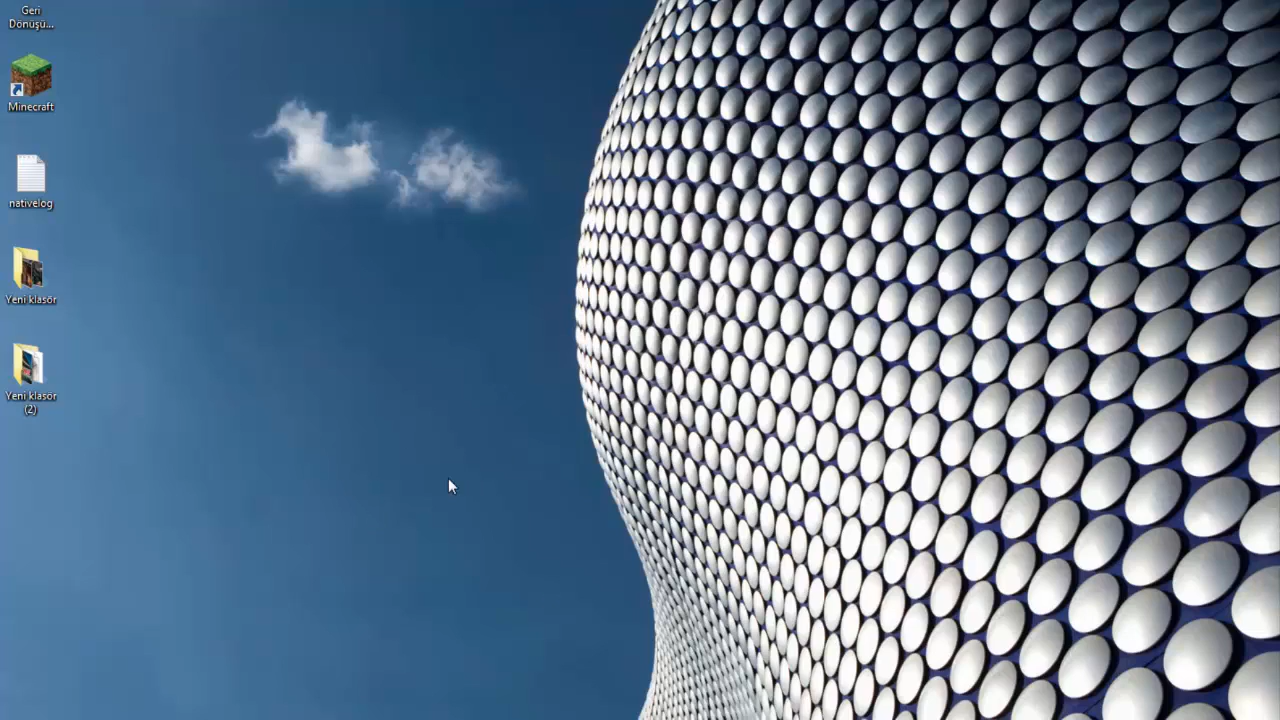 Geri
Dönüşü...
Minecraft
nativelog
Yeni klasör
Yeni klasör
(2)